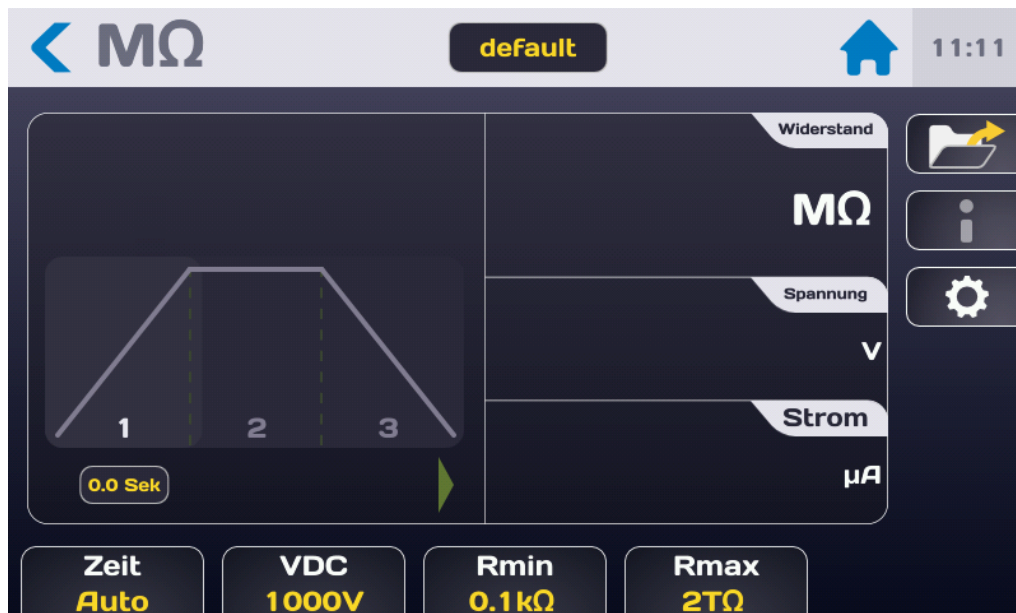 MΩ
default
11:11
Widerstand
MΩ
Spannung
V
Strom
µA
1 2 3
0.0 Sek
Zeit
Auto
VDC
1000V
Rmin
0.1kΩ
Rmax
2TΩ